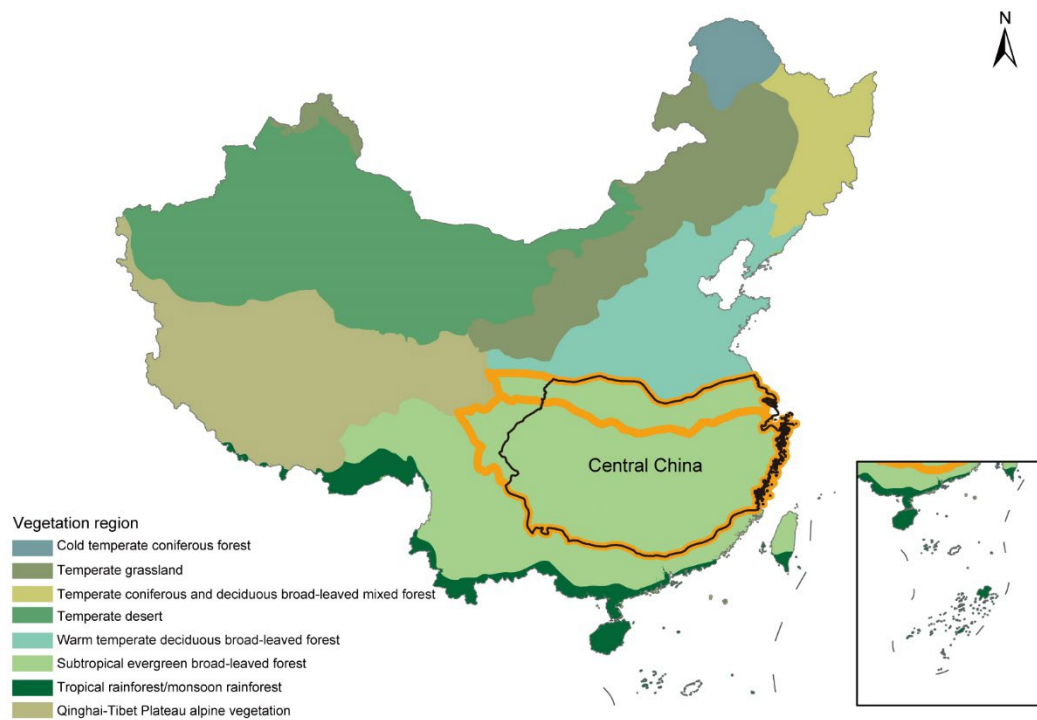 N
Central China
Vegetation region
Cold temperate coniferous forest
Temperate grassland
Temperate coniferous and deciduous broad-leaved mixed forest
Temperate desert
Warm temperate deciduous broad-leaved forest
Subtropical evergreen broad-leaved forest
Tropical rainforest/monsoon rainforest
Qinghai-Tibet Plateau alpine vegetation